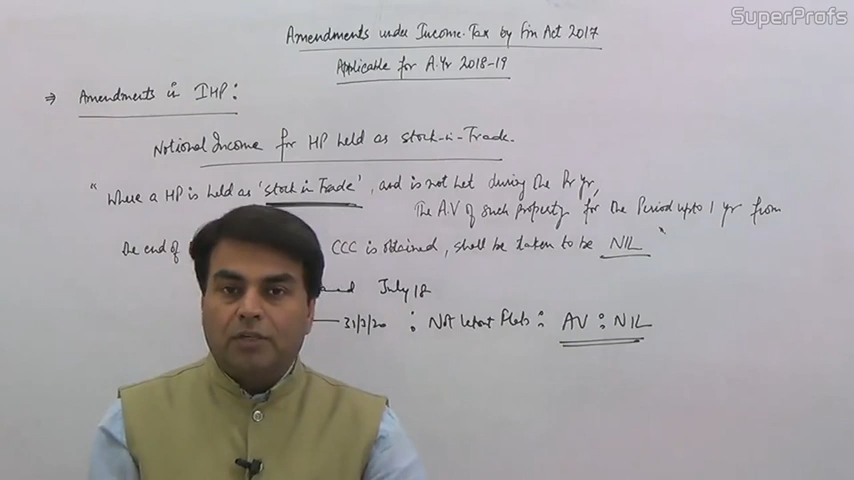 SuperProfs
Amendments under Income-Tax by Fin Act 2017
Applicable for A.Yr 2018-19
⇒ Amendments in IHP:
Notional Income for HP held as stock-in-Trade.
"Where a HP is held as 'stock in Trade', and is not Let during the Pr Yr,
The A.V of such property for the Period upto 1 yr from
the end of CCC is obtained, shall be taken to be NIL
July 18
31/3/20 : Not letout Flats : AV : NIL